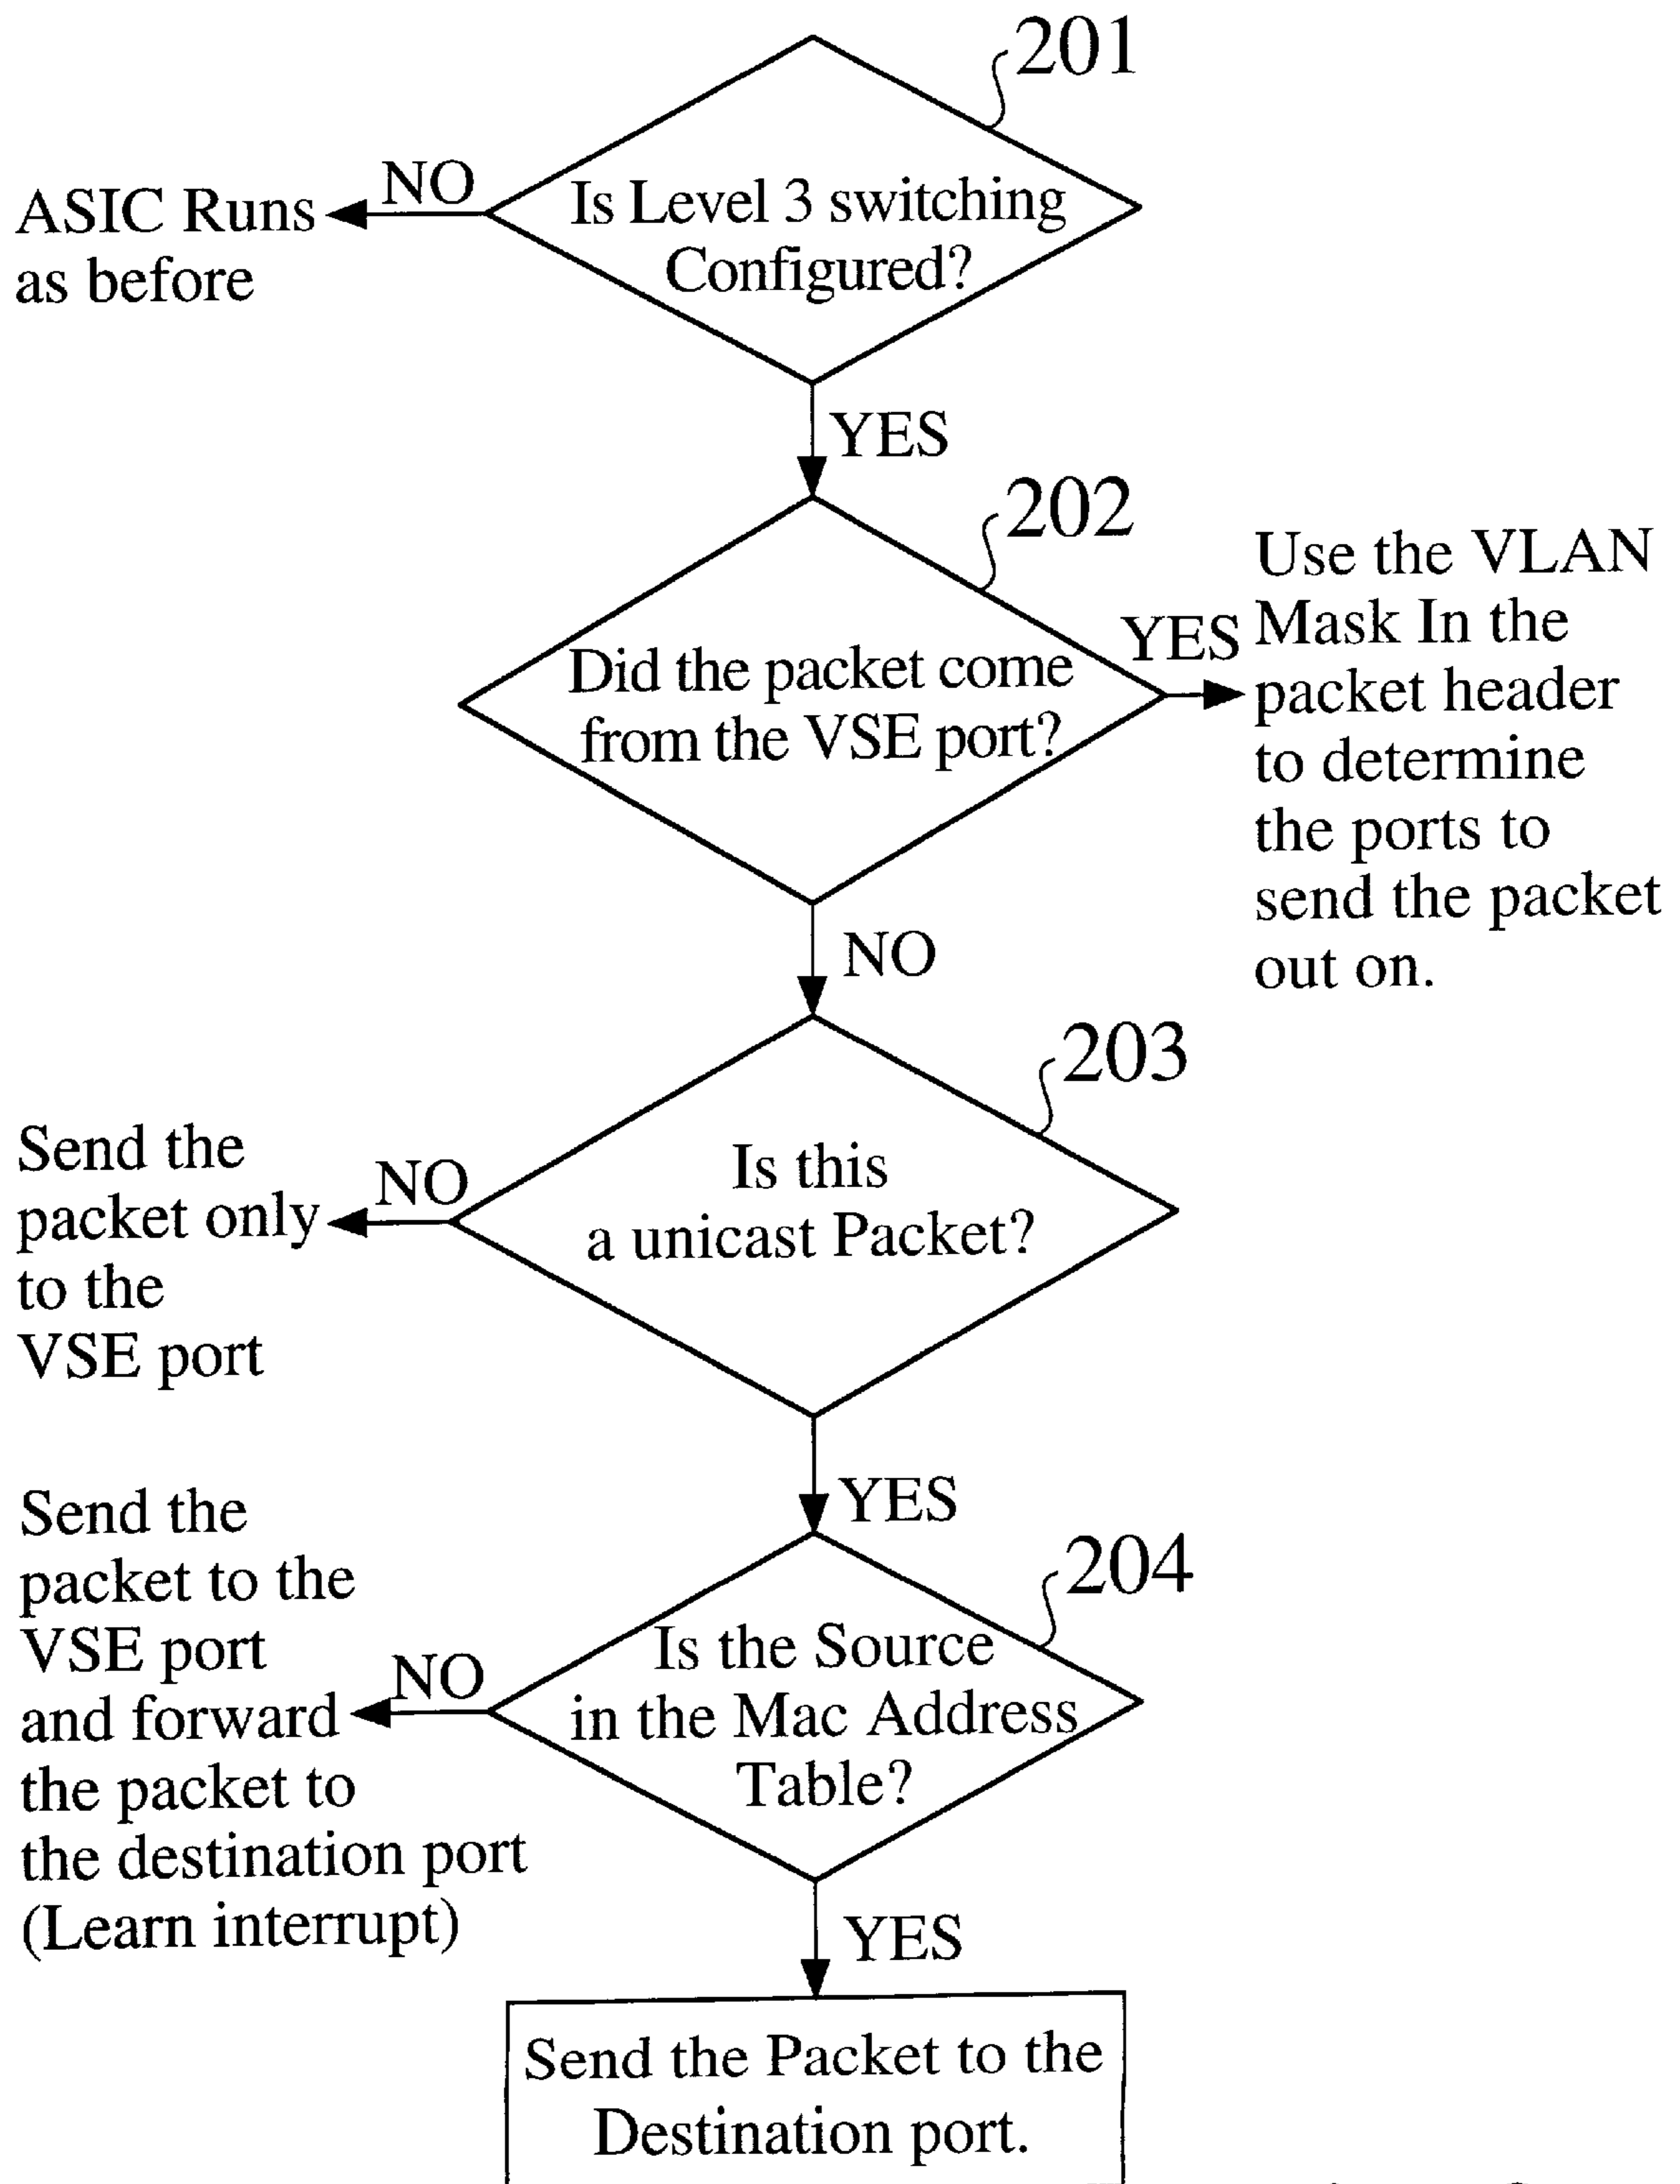 201
Is Level 3 switching
Configured?
NO
ASIC Runs
as before
YES
202
Did the packet come
from the VSE port?
YES
Use the VLAN
Mask In the
packet header
to determine
the ports to
send the packet
out on.
NO
203
Is this
a unicast Packet?
NO
Send the
packet only
to the
VSE port
YES
204
Is the Source
in the Mac Address
Table?
NO
Send the
packet to the
VSE port
and forward
the packet to
the destination port
(Learn interrupt)
YES
Send the Packet to the
Destination port.